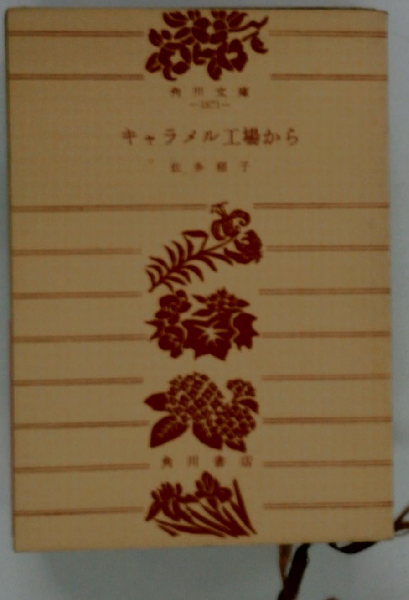 角川文庫
—1871—
キャラメル工場から
佐多稲子
角川書店